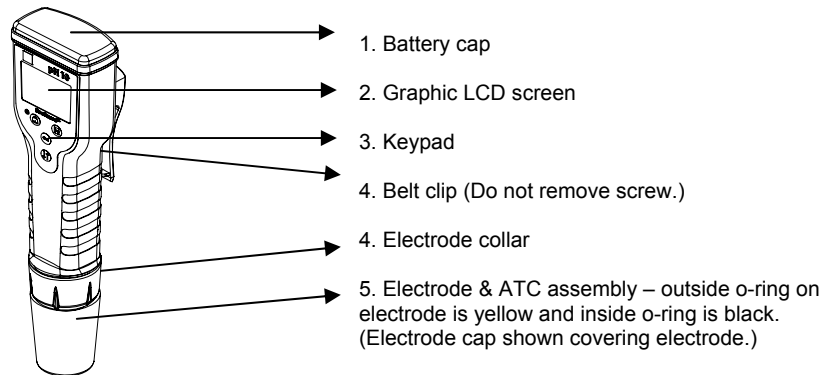 1. Battery cap
pH 10
2. Graphic LCD screen
3. Keypad
4. Belt clip (Do not remove screw.)
4. Electrode collar
5. Electrode & ATC assembly – outside o-ring on
electrode is yellow and inside o-ring is black.
(Electrode cap shown covering electrode.)